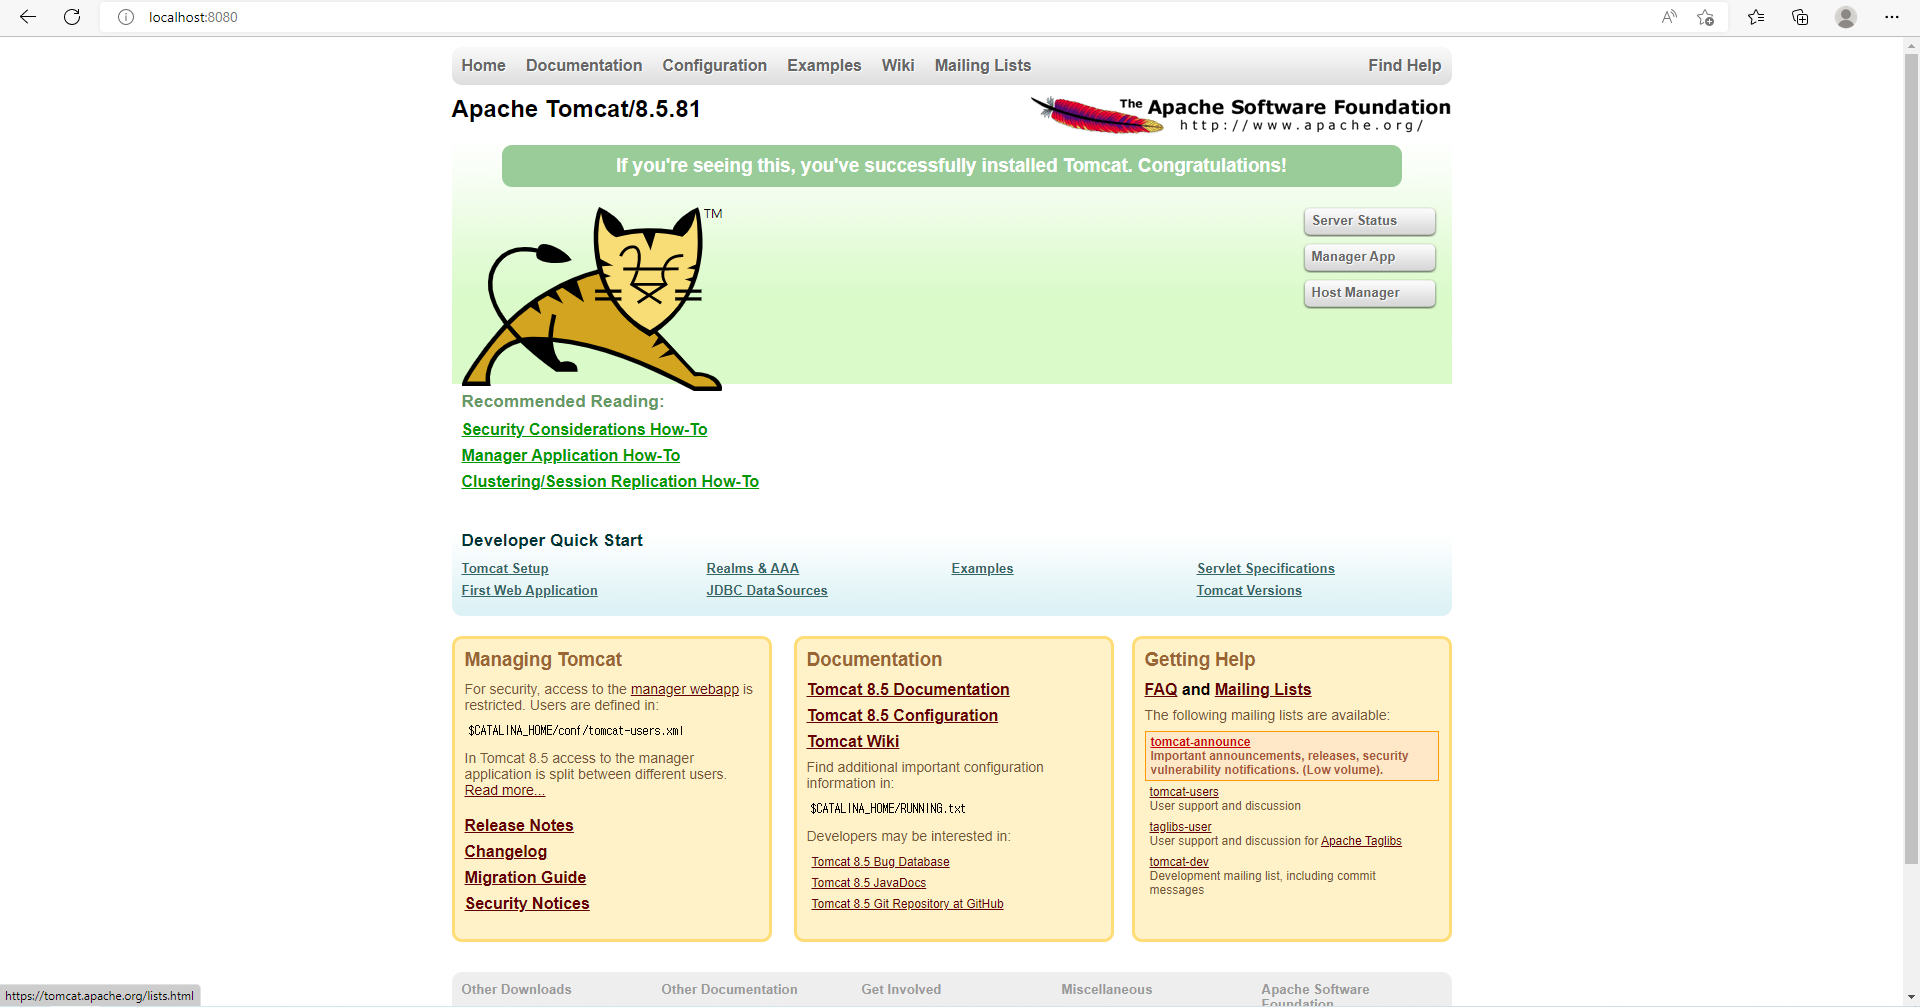 localhost:8080
Home Documentation Configuration Examples Wiki Mailing Lists Find Help
Apache Tomcat/8.5.81
The Apache Software Foundation
http://www.apache.org/
If you're seeing this, you've successfully installed Tomcat. Congratulations!
TM
Server Status
Manager App
Host Manager
Recommended Reading:
Security Considerations How-To
Manager Application How-To
Clustering/Session Replication How-To
Developer Quick Start
Tomcat Setup
First Web Application
Realms & AAA
JDBC DataSources
Examples
Servlet Specifications
Tomcat Versions
Managing Tomcat
For security, access to the manager webapp is
restricted. Users are defined in:
$CATALINA_HOME/conf/tomcat-users.xml
In Tomcat 8.5 access to the manager
application is split between different users.
Read more...
Release Notes
Changelog
Migration Guide
Security Notices
Documentation
Tomcat 8.5 Documentation
Tomcat 8.5 Configuration
Tomcat Wiki
Find additional important configuration
information in:
$CATALINA_HOME/RUNNING.txt
Developers may be interested in:
Tomcat 8.5 Bug Database
Tomcat 8.5 JavaDocs
Tomcat 8.5 Git Repository at GitHub
Getting Help
FAQ and Mailing Lists
The following mailing lists are available:
tomcat-announce
Important announcements, releases, security
vulnerability notifications. (Low volume).
tomcat-users
User support and discussion
taglibs-user
User support and discussion for Apache Taglibs
tomcat-dev
Development mailing list, including commit
messages
Other Downloads
Other Documentation
Get Involved
Miscellaneous
Apache Software
Foundation
https://tomcat.apache.org/lists.html